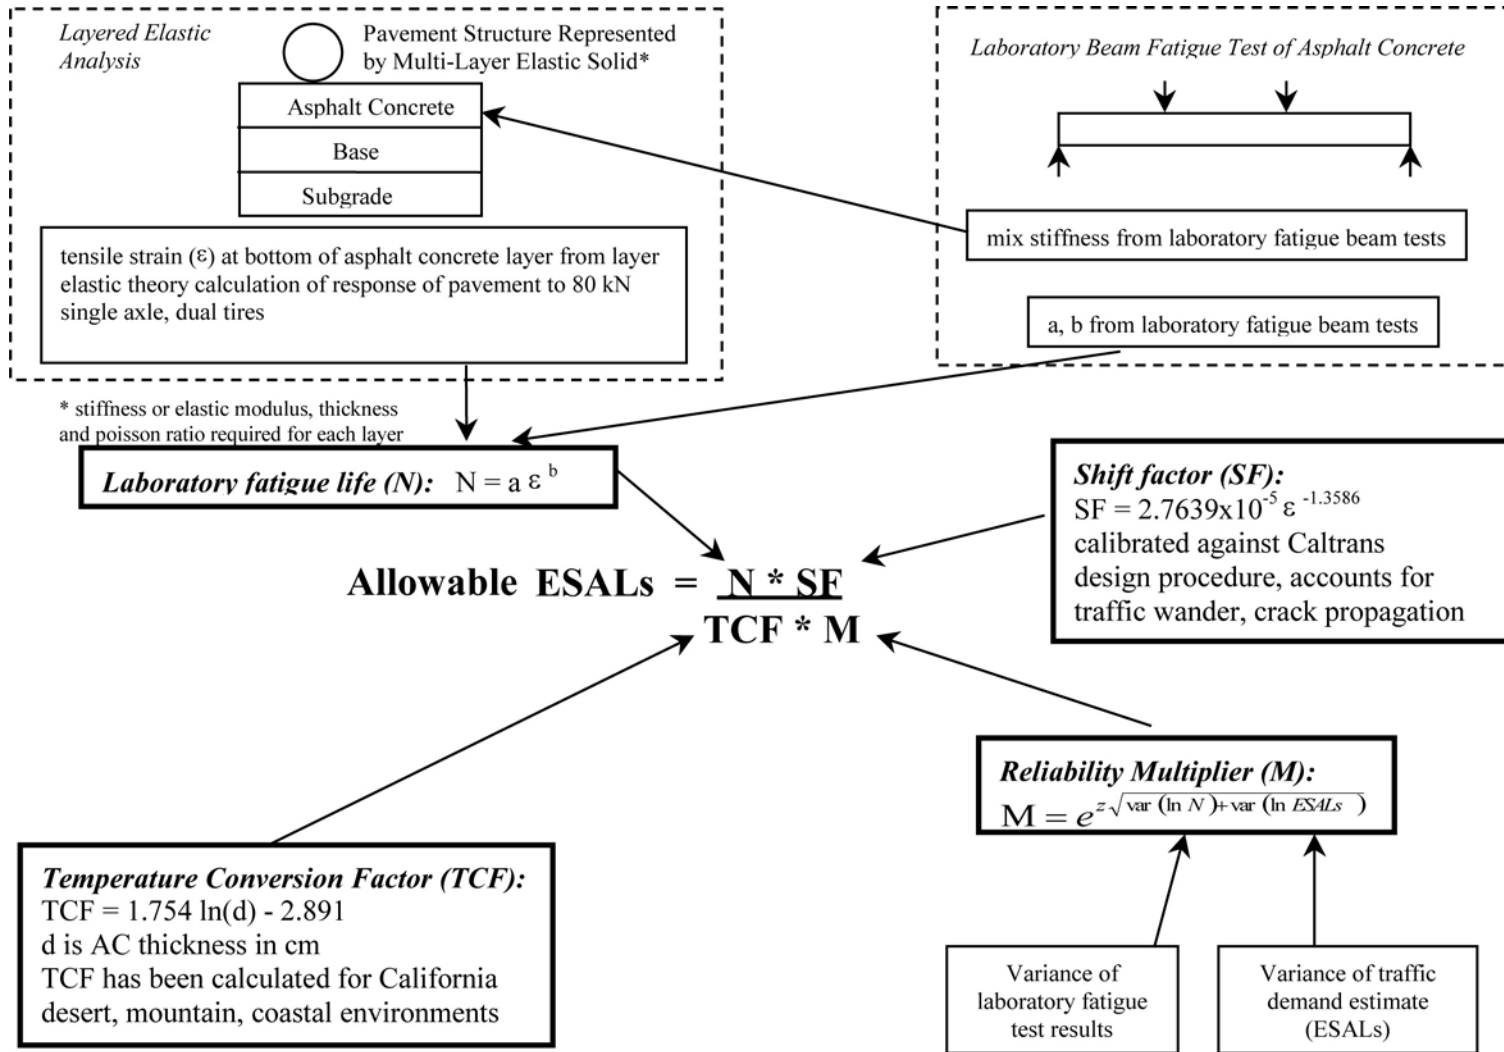 Layered Elastic
Analysis
Pavement Structure Represented
by Multi-Layer Elastic Solid*
Asphalt Concrete
Base
Subgrade
tensile strain (ε) at bottom of asphalt concrete layer from layer
elastic theory calculation of response of pavement to 80 kN
single axle, dual tires
* stiffness or elastic modulus, thickness
and poisson ratio required for each layer
Laboratory Beam Fatigue Test of Asphalt Concrete
mix stiffness from laboratory fatigue beam tests
a, b from laboratory fatigue beam tests
Laboratory fatigue life (N): N = a ε^b
Shift factor (SF):
SF = 2.7639x10^-5 ε^-1.3586
calibrated against Caltrans
design procedure, accounts for
traffic wander, crack propagation
Allowable ESALs = N * SF
TCF * M
Reliability Multiplier (M):
M = e^z√var (ln N)+var (ln ESALs )
Temperature Conversion Factor (TCF):
TCF = 1.754 ln(d) - 2.891
d is AC thickness in cm
TCF has been calculated for California
desert, mountain, coastal environments
Variance of
laboratory fatigue
test results
Variance of traffic
demand estimate
(ESALs)